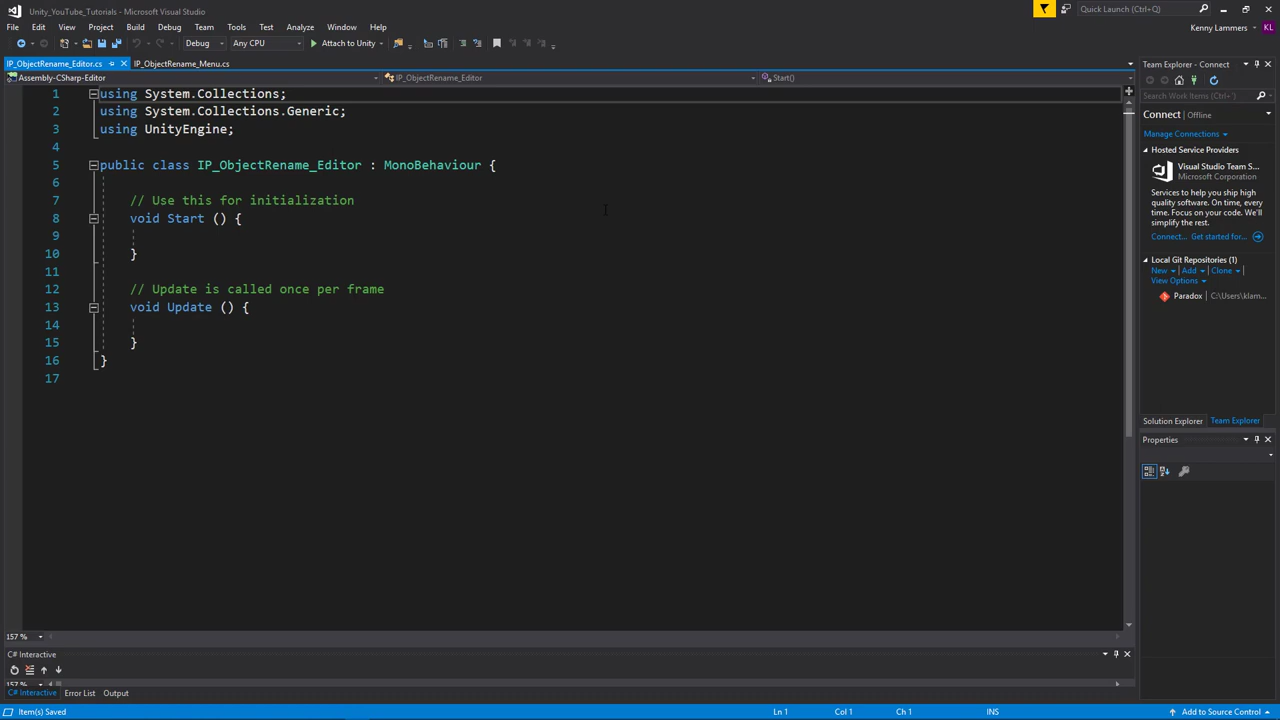 Unity_YouTube_Tutorials - Microsoft Visual Studio
Quick Launch (Ctrl+Q)
File Edit View Project Build Debug Team Tools Test Analyze Window Help
Kenny Lammers KL
Debug Any CPU Attach to Unity
IP_ObjectRename_Editor.cs IP_ObjectRename_Menu.cs
Team Explorer - Connect
Assembly-CSharp-Editor IP_ObjectRename_Editor Start()
Search Work Items (Ctrl+')
Connect | Offline
Manage Connections
Hosted Service Providers
Visual Studio Team S...
Microsoft Corporation
Services to help you ship high
quality software. On time, every
time. Focus on your code. We'll
simplify the rest.
Connect... Get started for...
Local Git Repositories (1)
New Add Clone
View Options
Paradox C:\Users\klam...
1 using System.Collections;
2 using System.Collections.Generic;
3 using UnityEngine;
4
5 public class IP_ObjectRename_Editor : MonoBehaviour {
6
7 // Use this for initialization
8 void Start () {
9
10 }
11
12 // Update is called once per frame
13 void Update () {
14
15 }
16 }
17
Solution Explorer Team Explorer
Properties
157 %
C# Interactive
157 %
C# Interactive Error List Output
Item(s) Saved Ln 1 Col 1 Ch 1 INS Add to Source Control